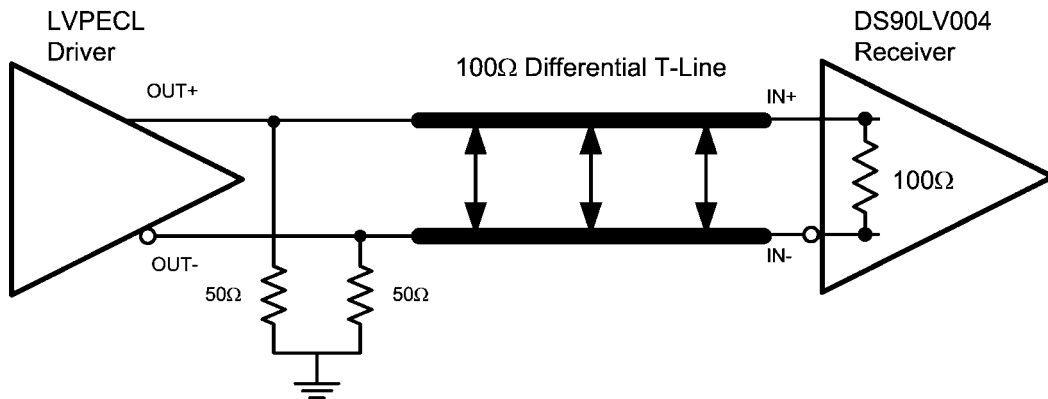 LVPECL
Driver
DS90LV004
Receiver
100Ω Differential T-Line
OUT+
IN+
100Ω
OUT-
IN-
50Ω
50Ω